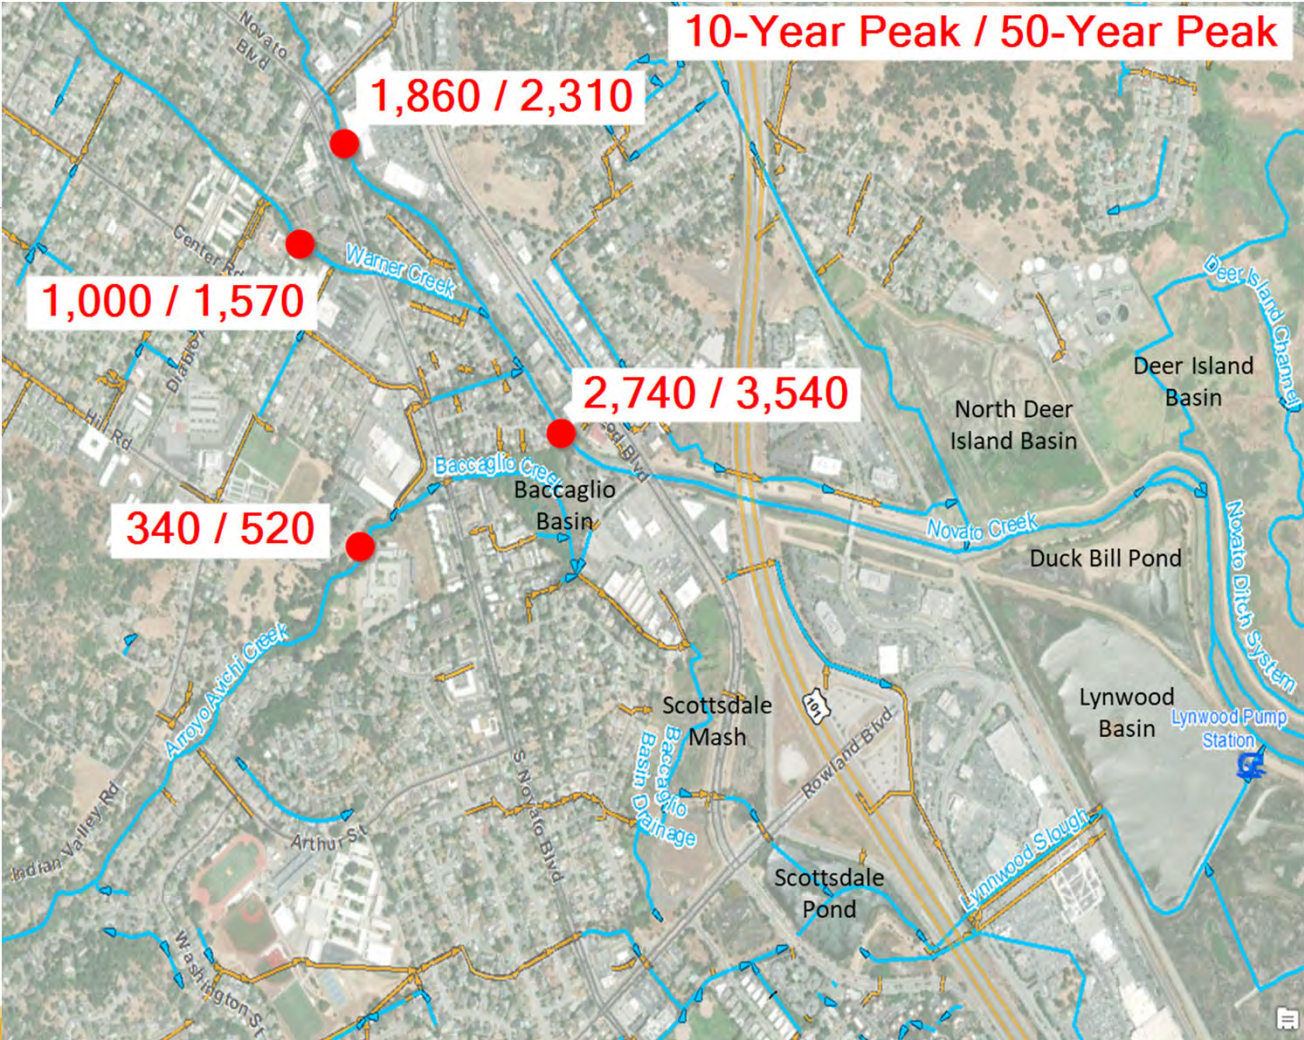 10-Year Peak / 50-Year Peak
Novato
Blvd
1,860 / 2,310
Center Rd
Warner Creek
1,000 / 1,570
Deer Island Channel
Deer Island
Basin
2,740 / 3,540
North Deer
Island Basin
Hill Rd
Baccaglio Creek
Baccaglio
Basin
340 / 520
Novato Creek
Duck Bill Pond
Novato Ditch System
Arroyo Avichi Creek
Lynwood
Basin
Lynwood Pump
Station
Scottsdale
Mash
101
Rowland Blvd
Baccaglio
Basin Drainage
S Novato Blvd
Indian Valley Rd
Arthur St
Lynnwood Slough
Scottsdale
Pond
Washington St